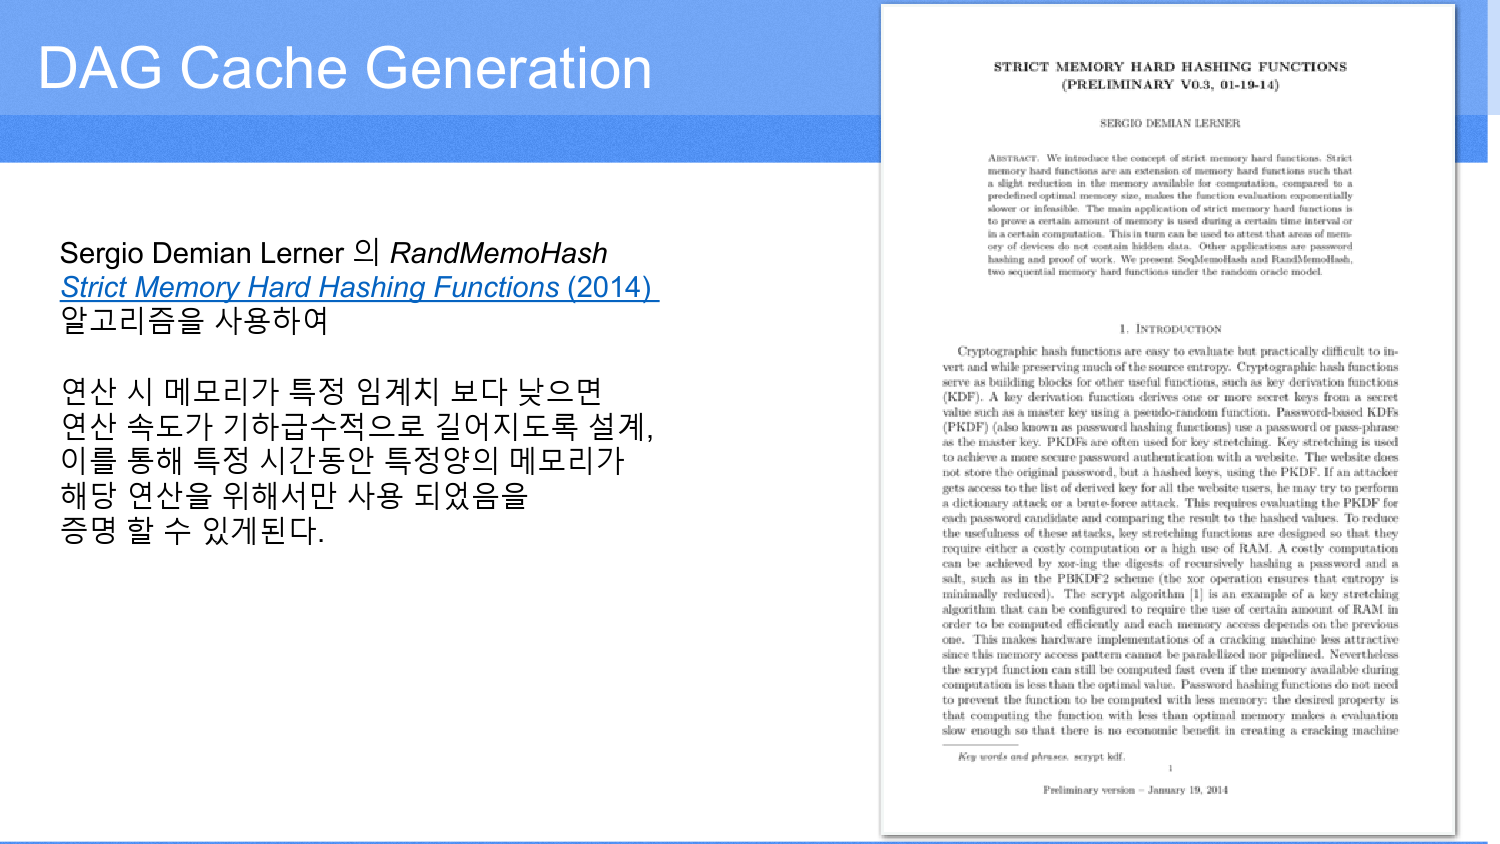 DAG Cache Generation
Sergio Demian Lerner 의 RandMemoHash
Strict Memory Hard Hashing Functions (2014)
알고리즘을 사용하여
연산 시 메모리가 특정 임계치 보다 낮으면
연산 속도가 기하급수적으로 길어지도록 설계,
이를 통해 특정 시간동안 특정양의 메모리가
해당 연산을 위해서만 사용 되었음을
증명 할 수 있게된다.
STRICT MEMORY HARD HASHING FUNCTIONS
(PRELIMINARY V0.3, 01-19-14)
SERGIO DEMIAN LERNER
ABSTRACT. We introduce the concept of strict memory hard functions. Strict
memory hard functions are an extension of memory hard functions such that
a slight reduction in the memory available for computation, compared to a
predefined optimal memory size, makes the function evaluation exponentially
slower or infeasible. The main application of strict memory hard functions is
to prove a certain amount of memory is used during a certain time interval or
in a certain computation. This in turn can be used to attest that areas of mem-
ory of devices do not contain hidden data. Other applications are password
hashing and proof of work. We present SeqMemoHash and RandMemoHash,
two sequential memory hard functions under the random oracle model.
1. INTRODUCTION
Cryptographic hash functions are easy to evaluate but practically difficult to in-
vert and while preserving much of the source entropy. Cryptographic hash functions
serve as building blocks for other useful functions, such as key derivation functions
(KDF). A key derivation function derives one or more secret keys from a secret
value such as a master key using a pseudo-random function. Password-based KDFs
(PKDF) (also known as password hashing functions) use a password or pass-phrase
as the master key. PKDFs are often used for key stretching. Key stretching is used
to achieve a more secure password authentication with a website. The website does
not store the original password, but a hashed keys, using the PKDF. If an attacker
gets access to the list of derived key for all the website users, he may try to perform
a dictionary attack or a brute-force attack. This requires evaluating the PKDF for
each password candidate and comparing the result to the hashed values. To reduce
the usefulness of these attacks, key stretching functions are designed so that they
require either a costly computation or a high use of RAM. A costly computation
can be achieved by xor-ing the digests of recursively hashing a password and a
salt, such as in the PBKDF2 scheme (the xor operation ensures that entropy is
minimally reduced). The scrypt algorithm [1] is an example of a key stretching
algorithm that can be configured to require the use of certain amount of RAM in
order to be computed efficiently and each memory access depends on the previous
one. This makes hardware implementations of a cracking machine less attractive
since this memory access pattern cannot be paralellized nor pipelined. Nevertheless
the scrypt function can still be computed fast even if the memory available during
computation is less than the optimal value. Password hashing functions do not need
to prevent the function to be computed with less memory: the desired property is
that computing the function with less than optimal memory makes a evaluation
slow enough so that there is no economic benefit in creating a cracking machine
Key words and phrases. scrypt kdf.
1
Preliminary version – January 19, 2014